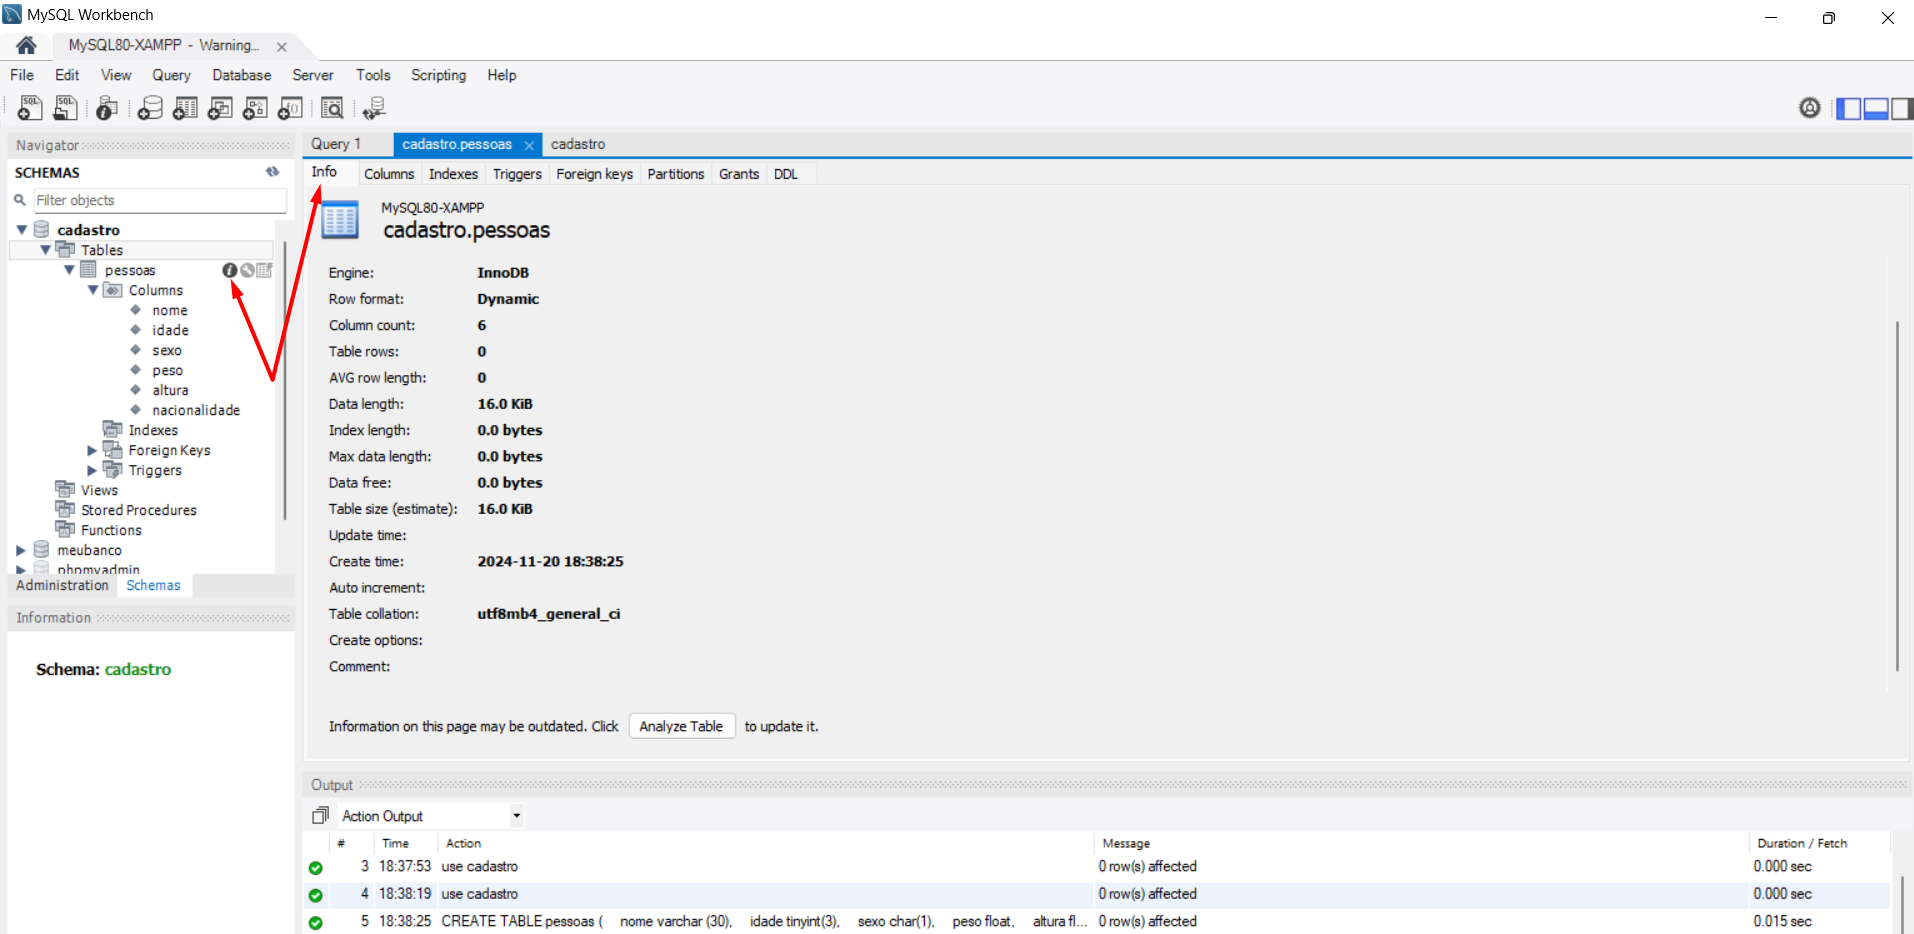 MySQL Workbench
MySQL80-XAMPP - Warning...
File Edit View Query Database Server Tools Scripting Help
Navigator
SCHEMAS
Filter objects
cadastro
Tables
pessoas
Columns
nome
idade
sexo
peso
altura
nacionalidade
Indexes
Foreign Keys
Triggers
Views
Stored Procedures
Functions
meubanco
phpmyadmin
Administration Schemas
Information
Schema: cadastro
Query 1 cadastro.pessoas cadastro
Info Columns Indexes Triggers Foreign keys Partitions Grants DDL
MySQL80-XAMPP
cadastro.pessoas
Engine: InnoDB
Row format: Dynamic
Column count: 6
Table rows: 0
AVG row length: 0
Data length: 16.0 KiB
Index length: 0.0 bytes
Max data length: 0.0 bytes
Data free: 0.0 bytes
Table size (estimate): 16.0 KiB
Update time:
Create time: 2024-11-20 18:38:25
Auto increment:
Table collation: utf8mb4_general_ci
Create options:
Comment:
Information on this page may be outdated. Click Analyze Table to update it.
Output
Action Output
# Time Action Message Duration / Fetch
3 18:37:53 use cadastro 0 row(s) affected 0.000 sec
4 18:38:19 use cadastro 0 row(s) affected 0.000 sec
5 18:38:25 CREATE TABLE pessoas ( nome varchar (30), idade tinyint(3), sexo char(1), peso float, altura fl... 0 row(s) affected 0.015 sec